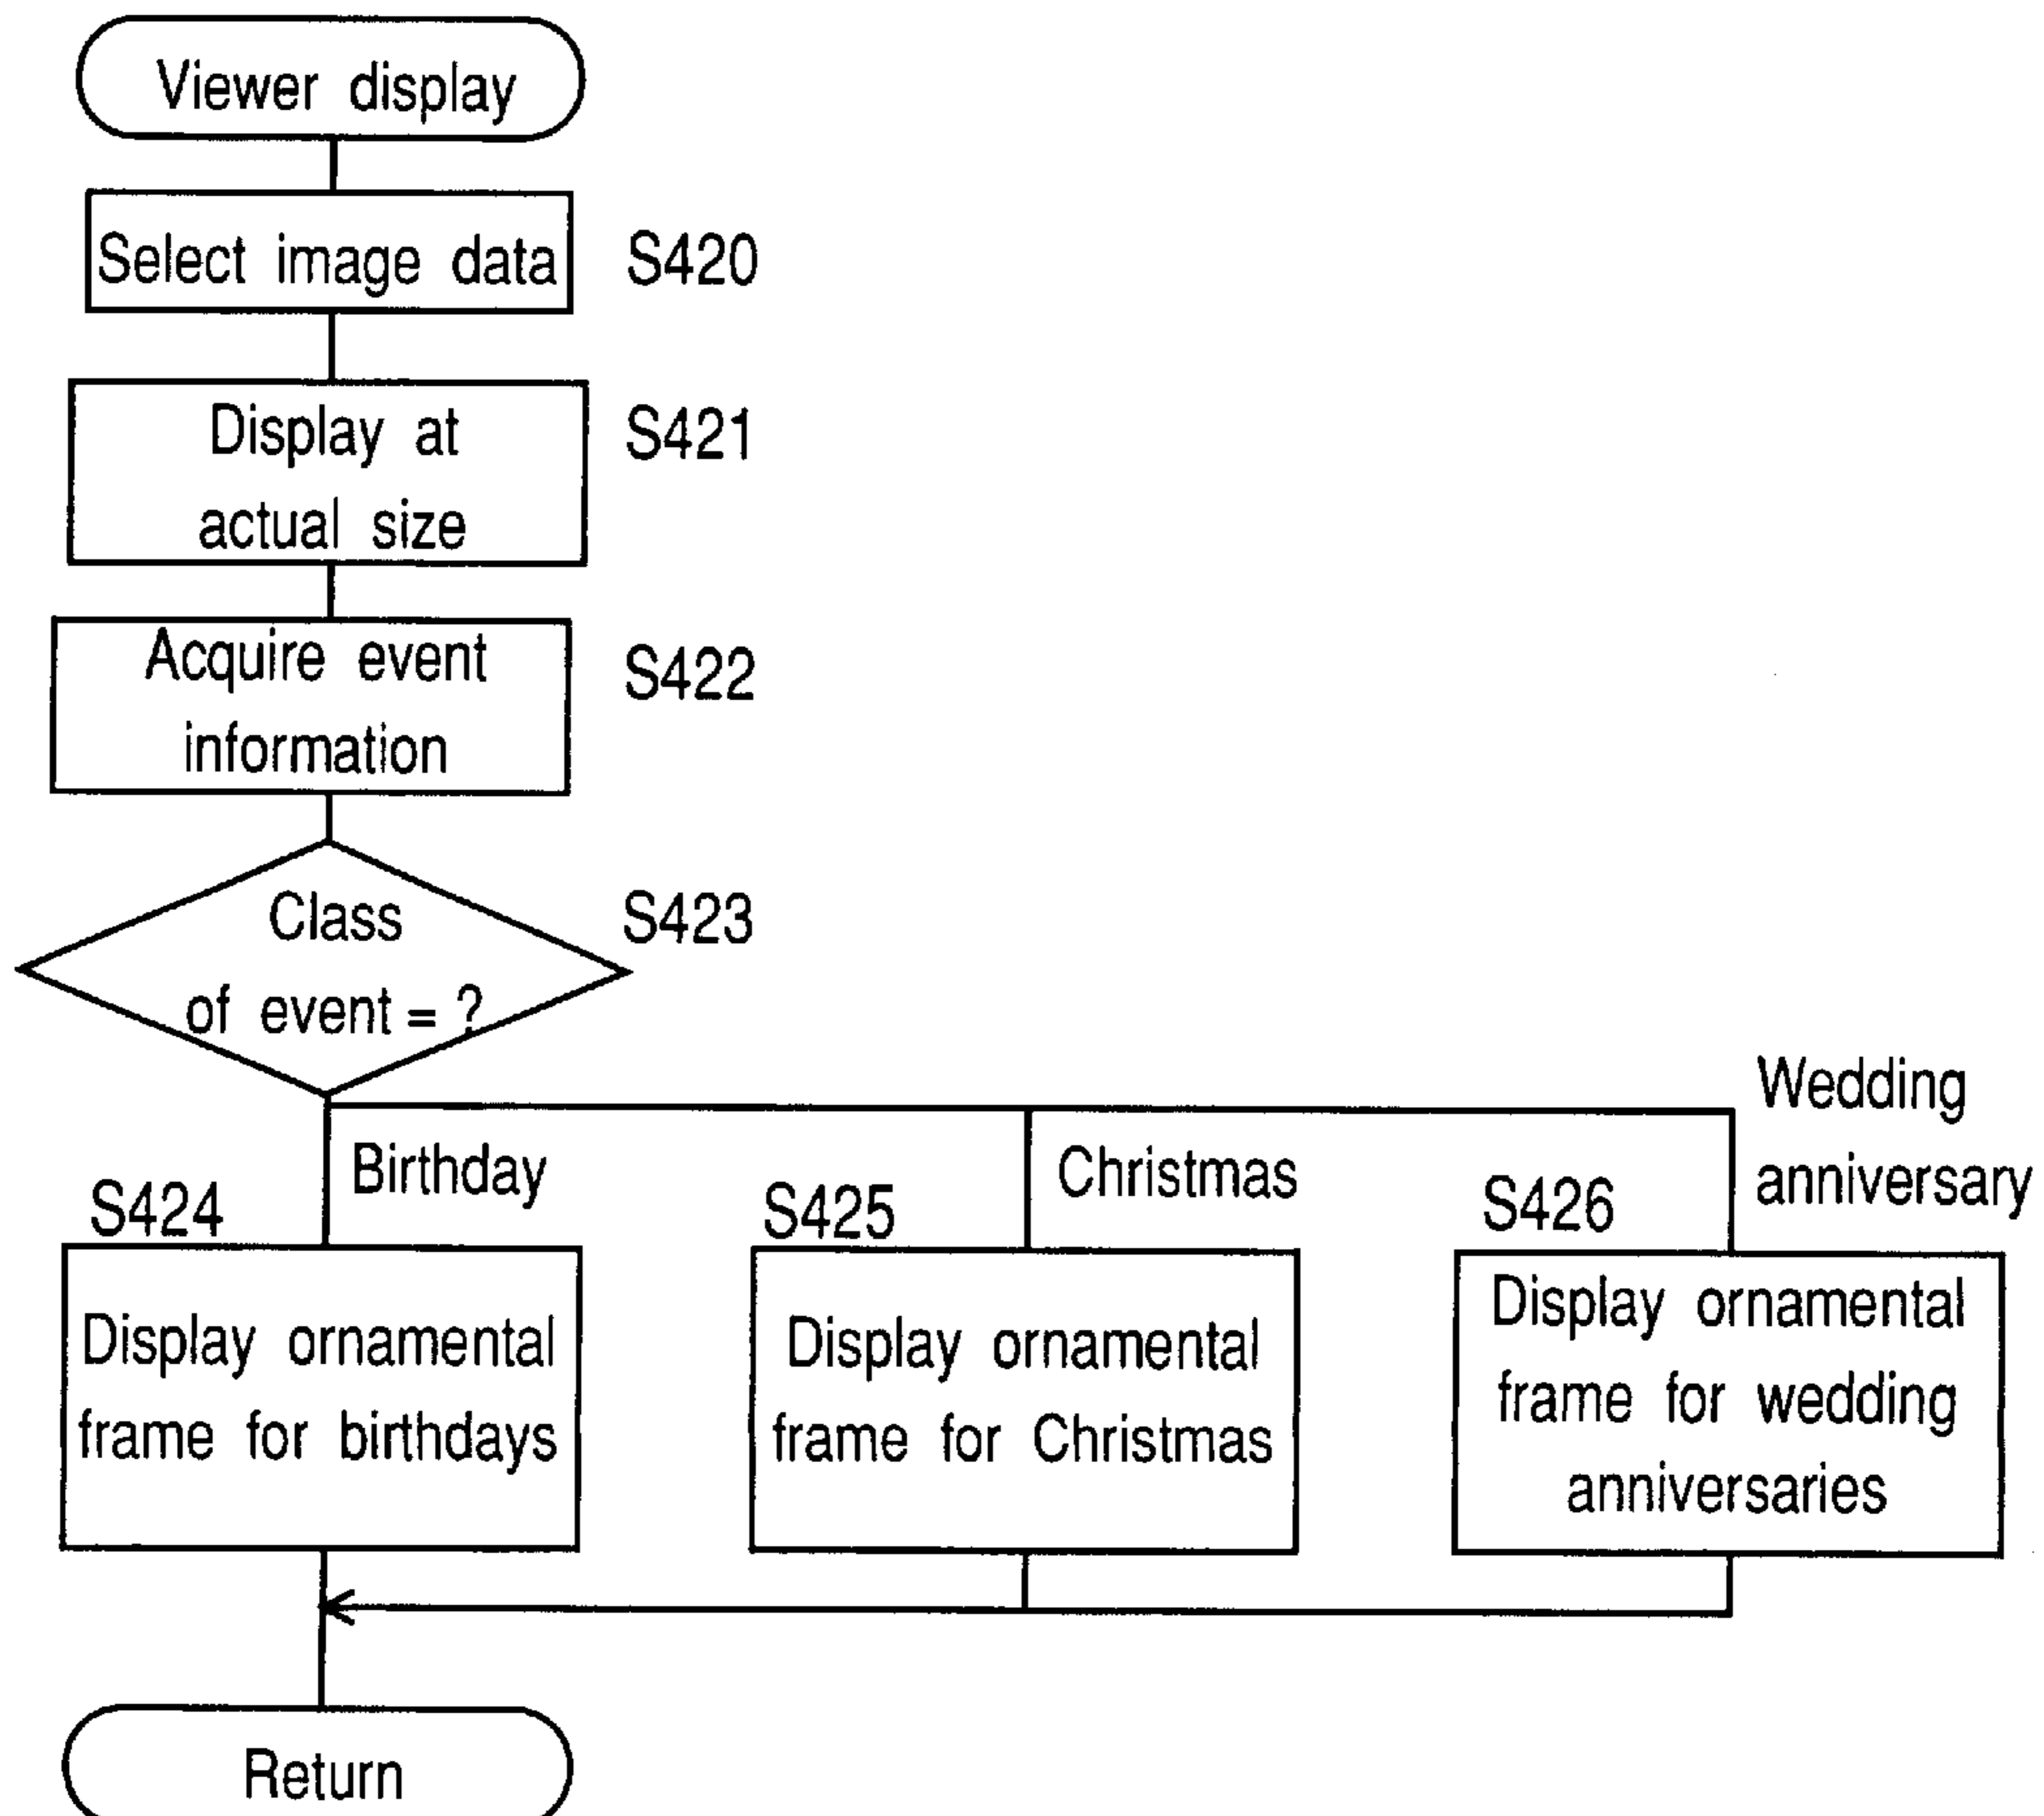 Viewer display
Select image data
S420
Display at
actual size
S421
Acquire event
information
S422
Class
of event = ?
S423
Birthday
Christmas
Wedding
anniversary
S424
Display ornamental
frame for birthdays
S425
Display ornamental
frame for Christmas
S426
Display ornamental
frame for wedding
anniversaries
Return